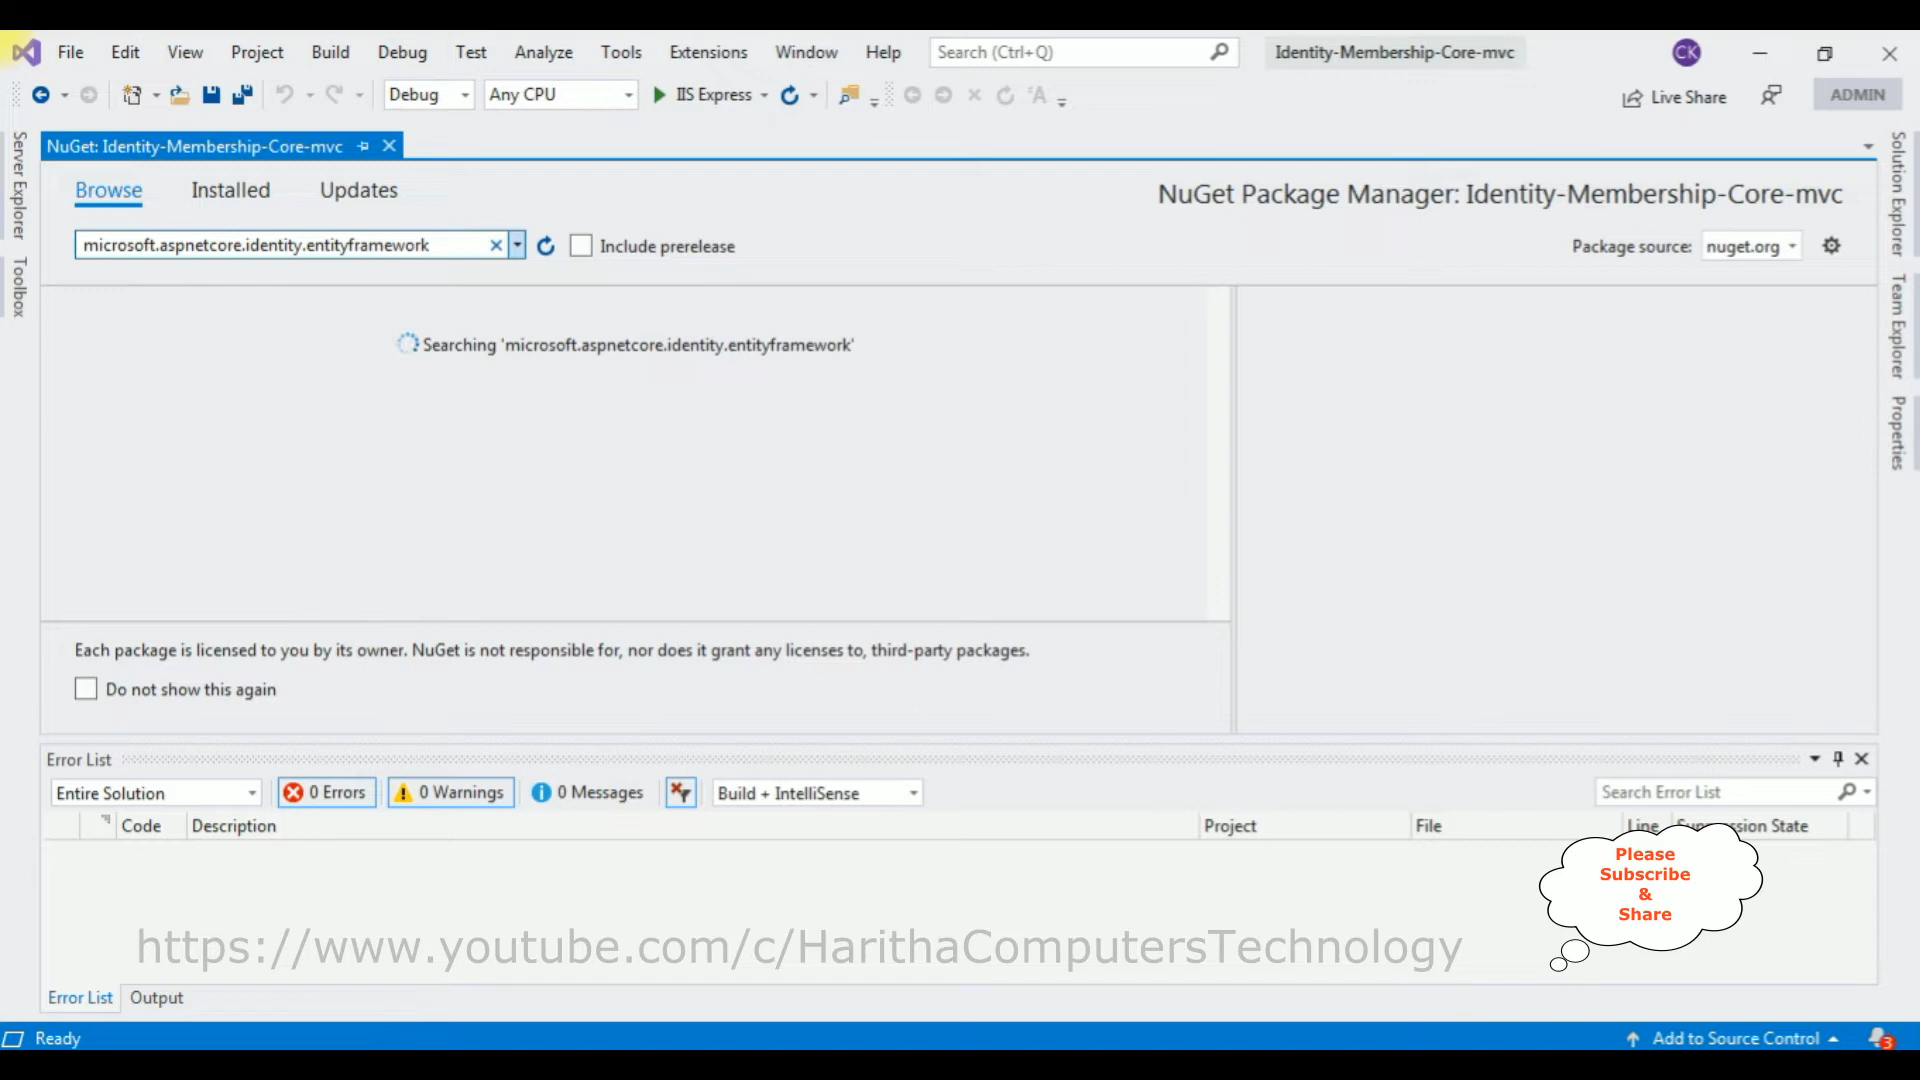 File Edit View Project Build Debug Test Analyze Tools Extensions Window Help Search (Ctrl+Q) Identity-Membership-Core-mvc CK
Debug Any CPU IIS Express Live Share ADMIN
Server Explorer
Toolbox
NuGet: Identity-Membership-Core-mvc
Browse Installed Updates NuGet Package Manager: Identity-Membership-Core-mvc
microsoft.aspnetcore.identity.entityframework Include prerelease Package source: nuget.org
Searching 'microsoft.aspnetcore.identity.entityframework'
Each package is licensed to you by its owner. NuGet is not responsible for, nor does it grant any licenses to, third-party packages.
Do not show this again
Solution Explorer
Team Explorer
Properties
Error List
Entire Solution 0 Errors 0 Warnings 0 Messages Build + IntelliSense Search Error List
Code Description Project File Line State
Please
Subscribe
&
Share
https://www.youtube.com/c/HarithaComputersTechnology
Error List Output
Ready Add to Source Control 3